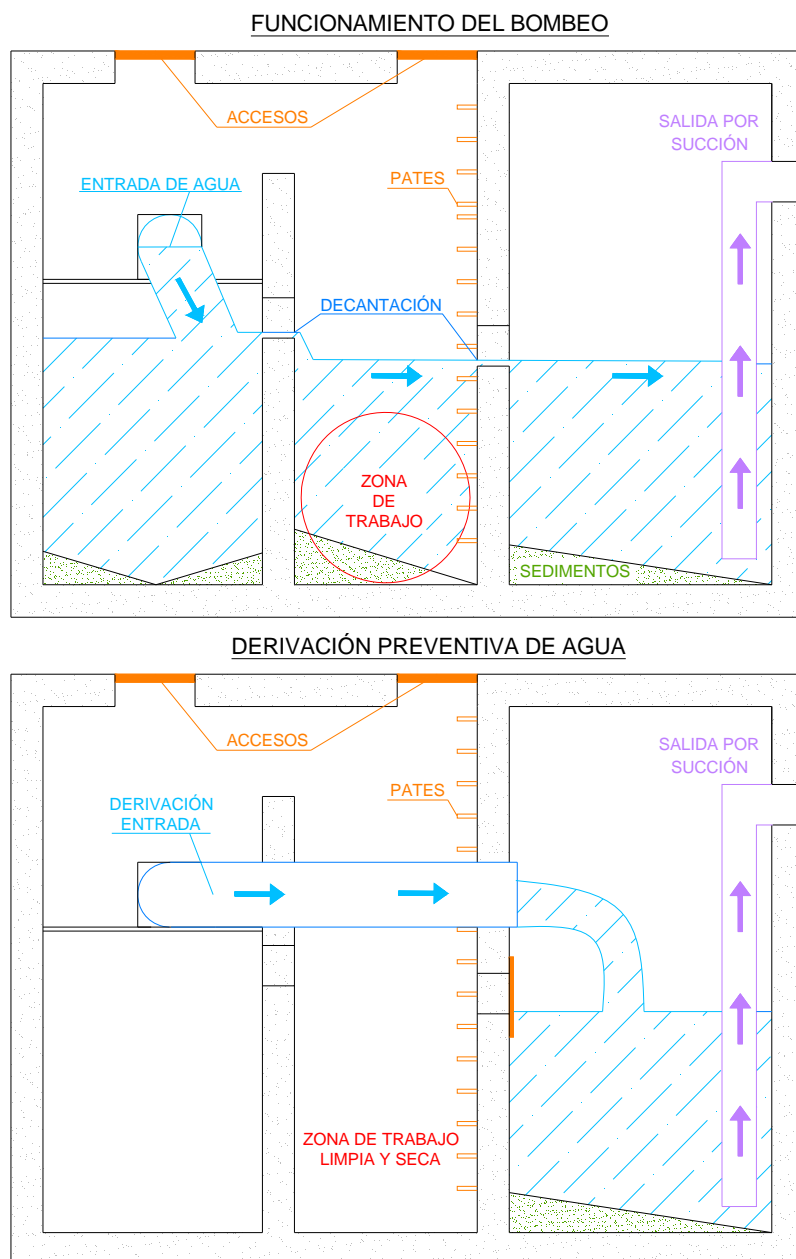 FUNCIONAMIENTO DEL BOMBEO
ACCESOS
SALIDA POR
SUCCIÓN
ENTRADA DE AGUA
PATES
DECANTACIÓN
ZONA
DE
TRABAJO
SEDIMENTOS
DERIVACIÓN PREVENTIVA DE AGUA
ACCESOS
SALIDA POR
SUCCIÓN
DERIVACIÓN
ENTRADA
PATES
ZONA DE TRABAJO
LIMPIA Y SECA